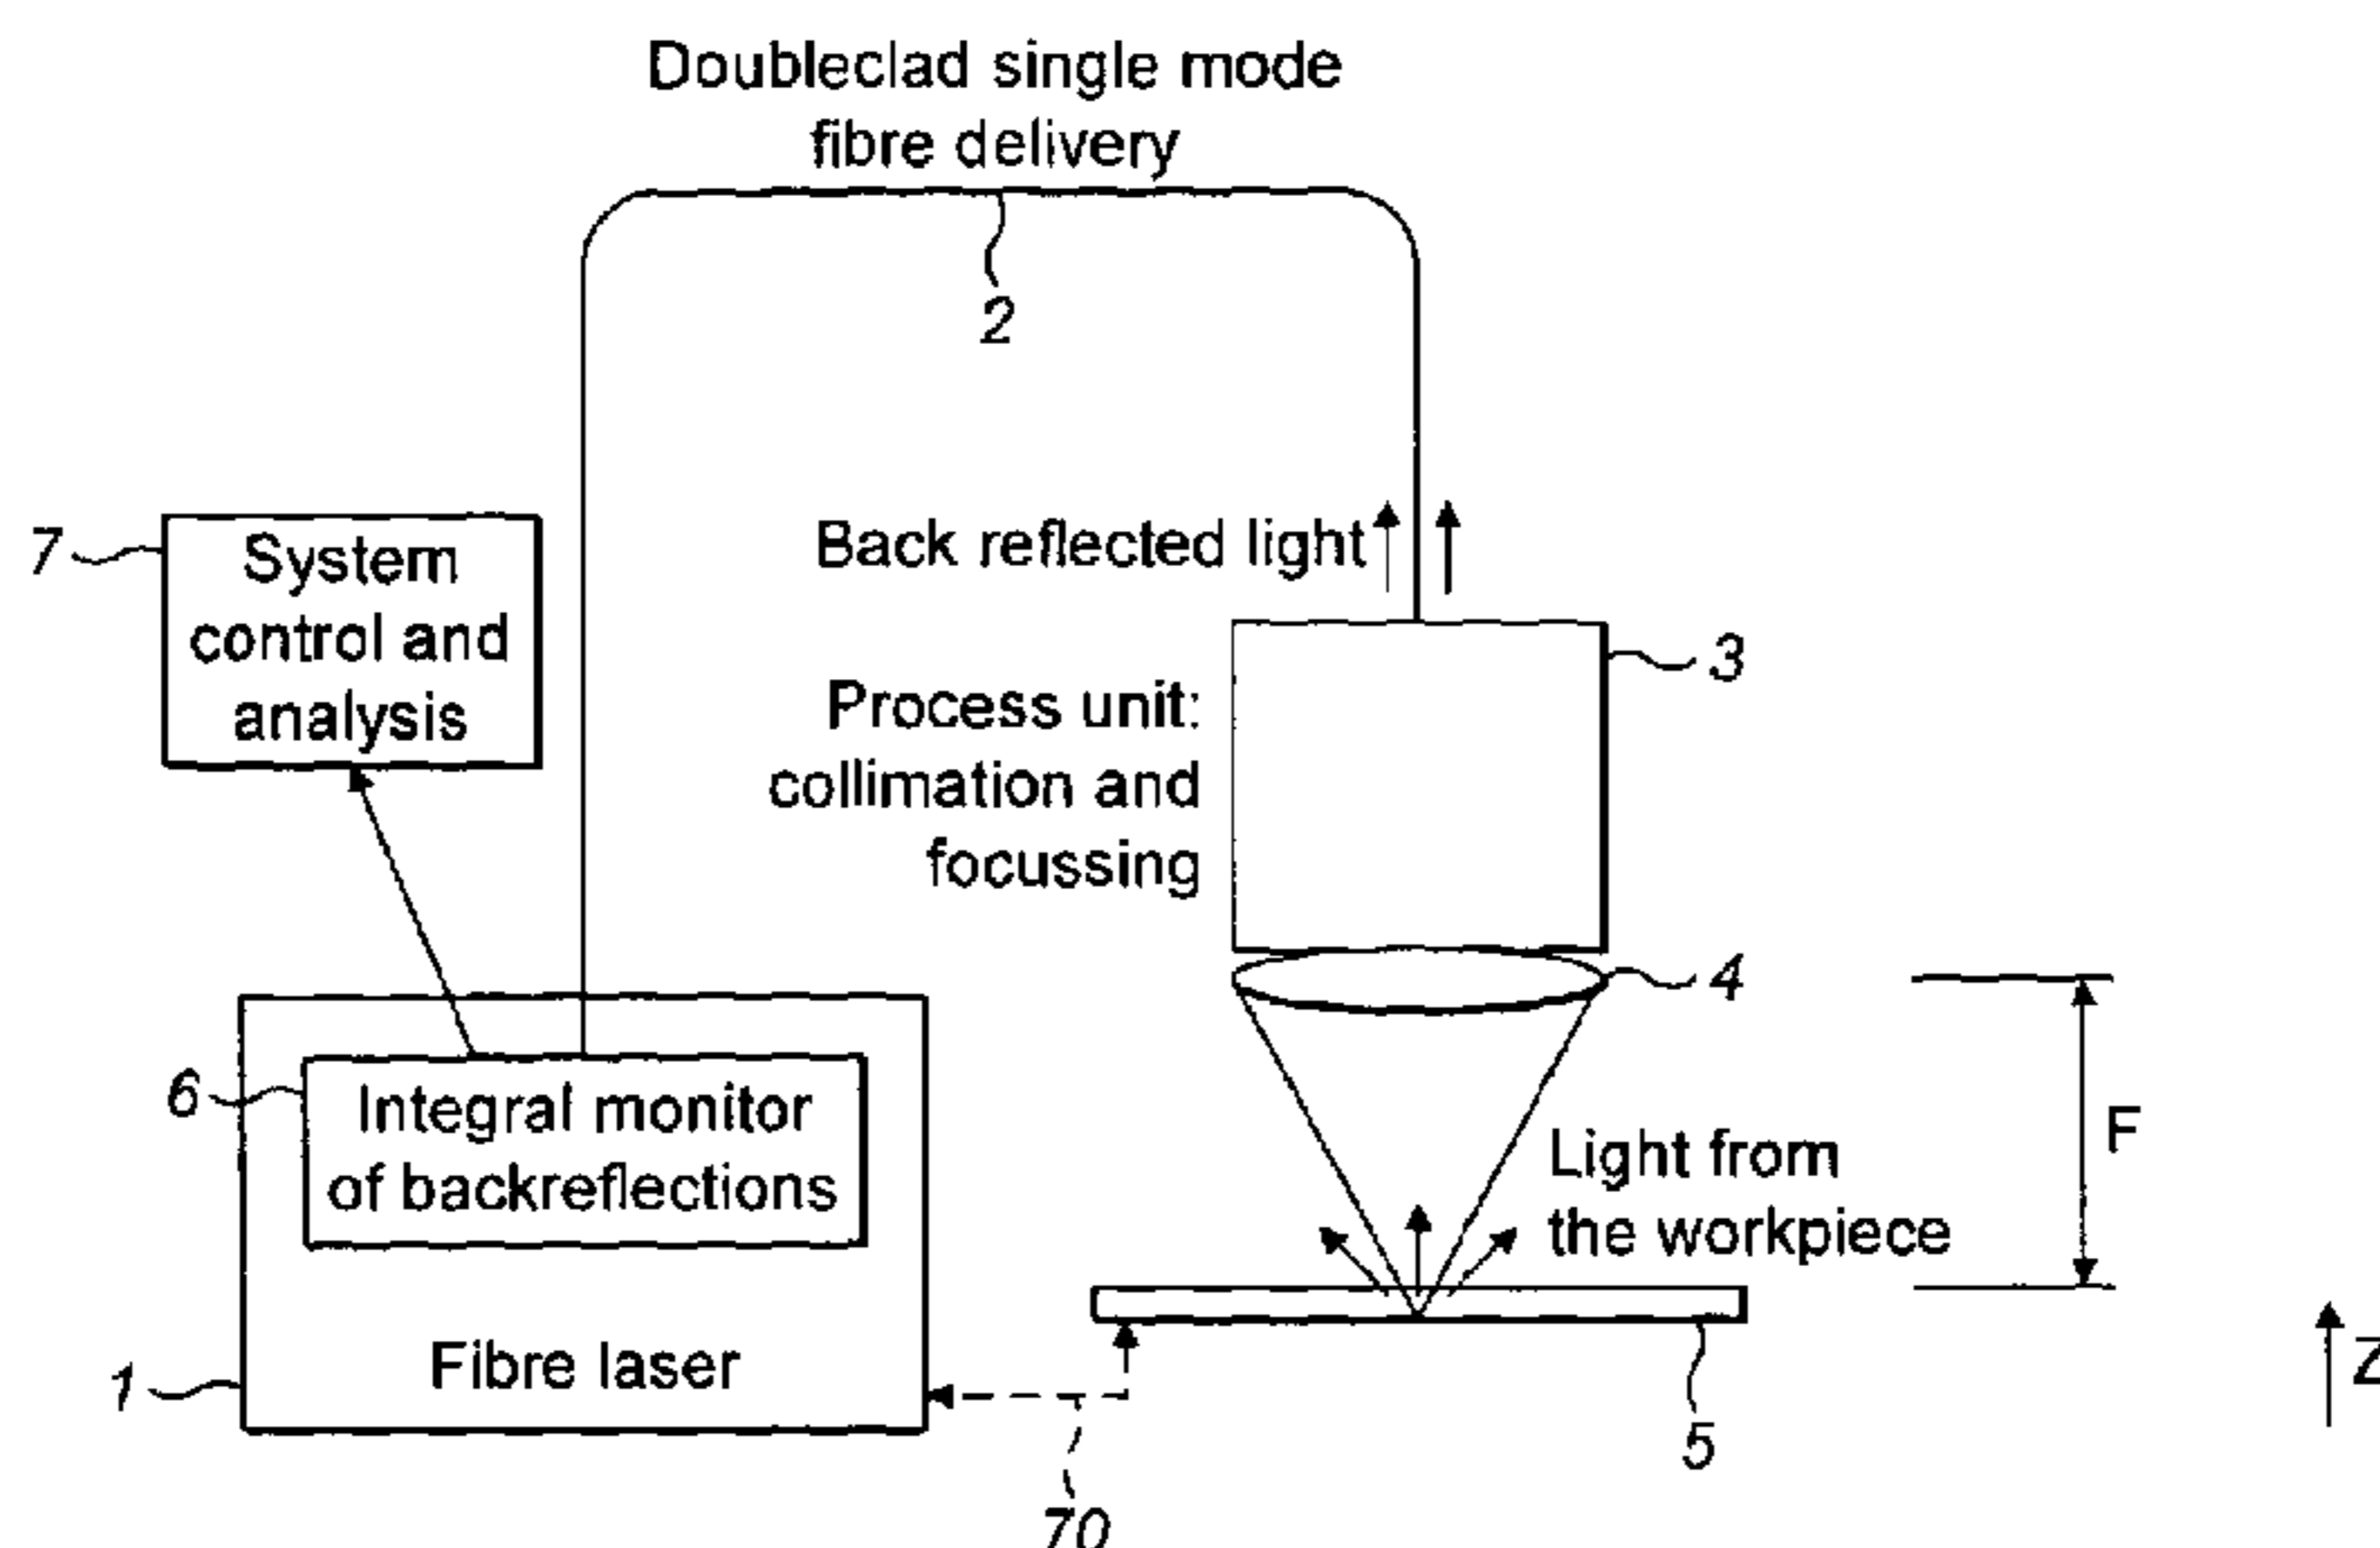 Doubleclad single mode
fibre delivery
2
7
System
control and
analysis
Back reflected light
3
Process unit:
collimation and
focussing
4
6
Integral monitor
of backreflections
F
Light from
the workpiece
Fibre laser
1
Z
5
70